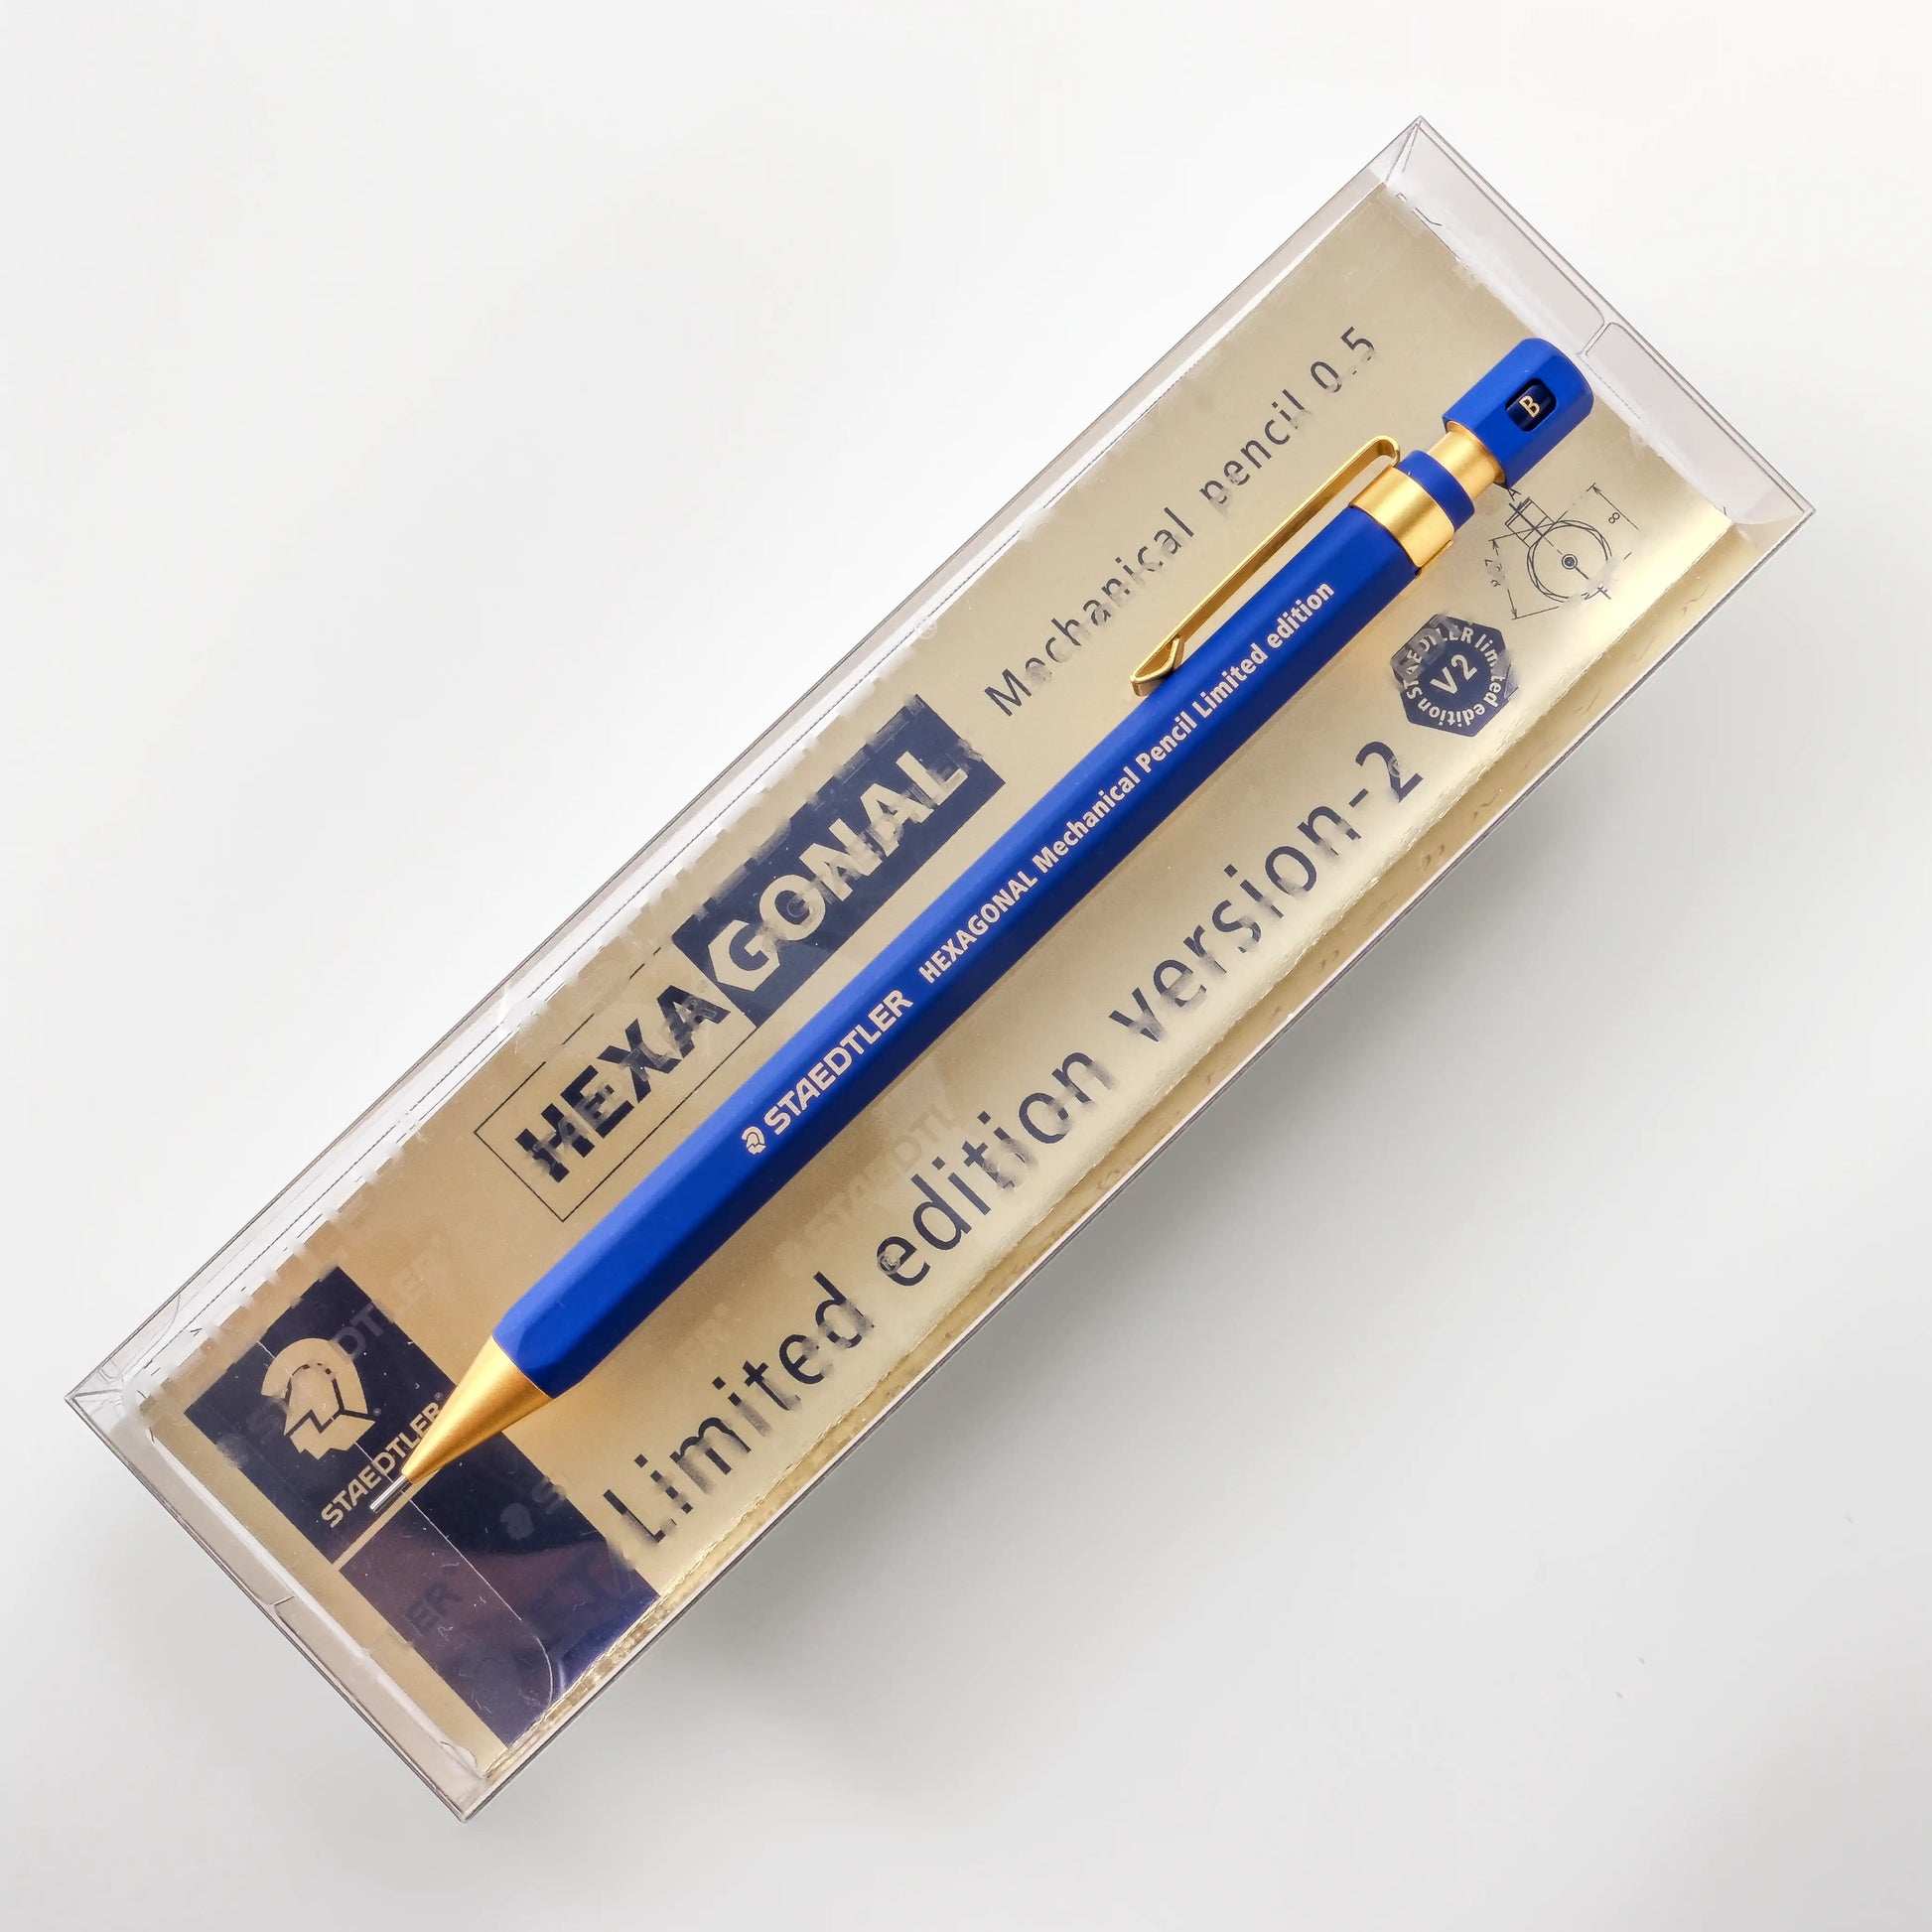 HEXAGONAL
Mechanical pencil 0.5
B
STAEDTLER HEXAGONAL Mechanical Pencil Limited edition
A
8
STAEDTLER limited edition
V2
Limited edition version-2
STAEDTLER®